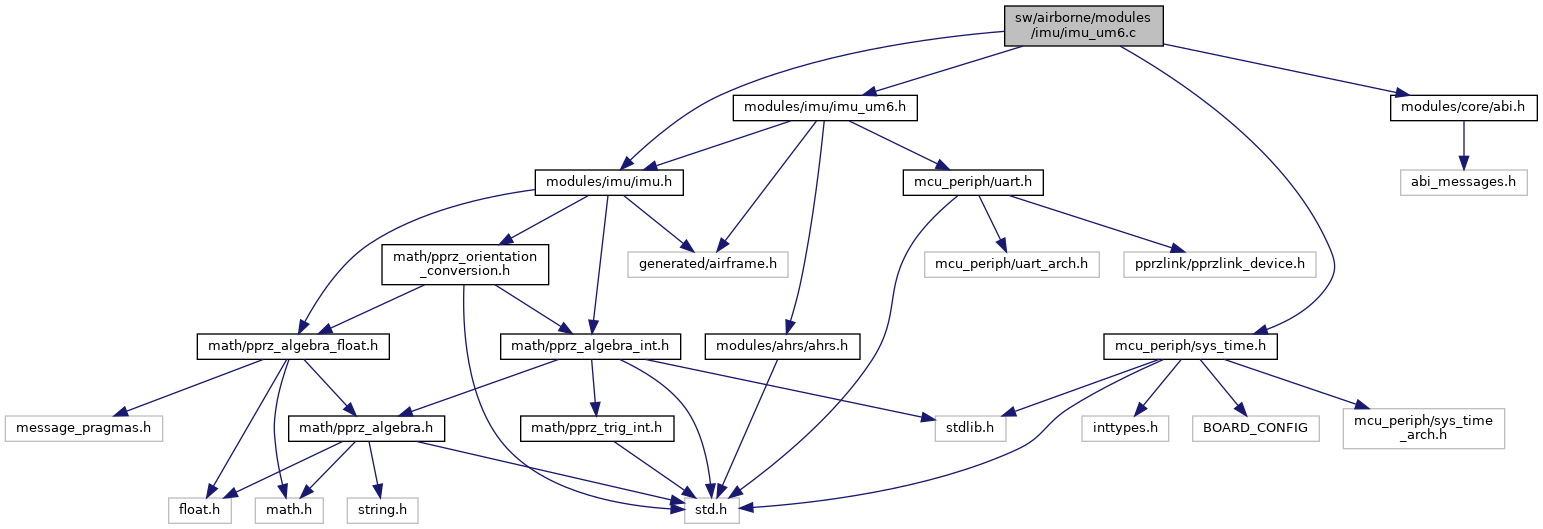 sw/airborne/modules
/imu/imu_um6.c
modules/imu/imu_um6.h
modules/core/abi.h
modules/imu/imu.h
mcu_periph/uart.h
abi_messages.h
math/pprz_orientation
_conversion.h
generated/airframe.h
mcu_periph/uart_arch.h
pprzlink/pprzlink_device.h
math/pprz_algebra_float.h
math/pprz_algebra_int.h
modules/ahrs/ahrs.h
mcu_periph/sys_time.h
message_pragmas.h
math/pprz_algebra.h
math/pprz_trig_int.h
stdlib.h
inttypes.h
BOARD_CONFIG
mcu_periph/sys_time
_arch.h
float.h
math.h
string.h
std.h